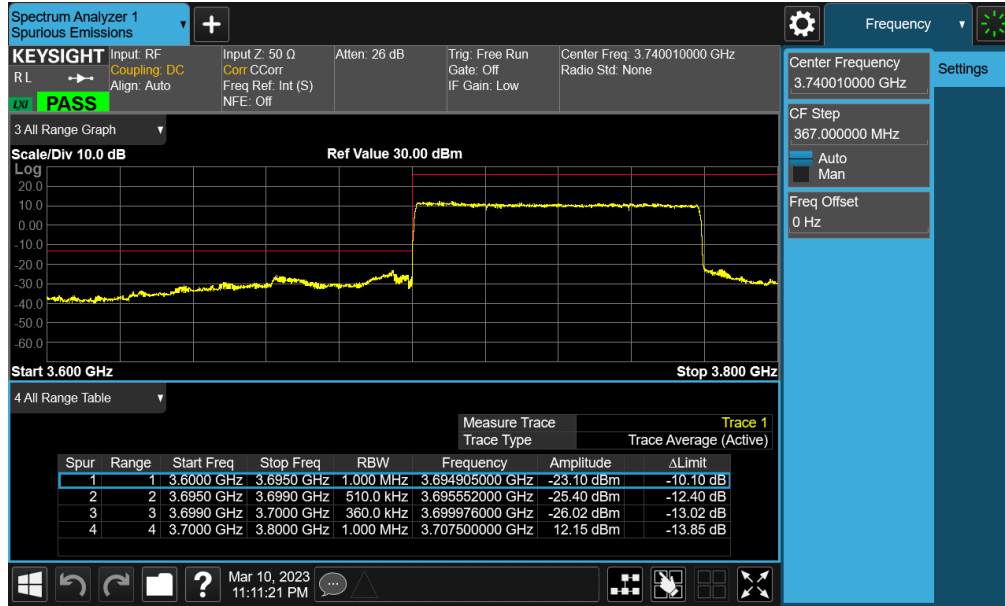 Spectrum Analyzer 1
Spurious Emissions
+
Frequency
KEYSIGHT
R L
LXI
PASS
Input: RF
Coupling: DC
Align: Auto
Input Z: 50 Ω
Corr CCorr
Freq Ref: Int (S)
NFE: Off
Atten: 26 dB
Trig: Free Run
Gate: Off
IF Gain: Low
Center Freq: 3.740010000 GHz
Radio Std: None
Center Frequency
3.740010000 GHz
Settings
CF Step
367.000000 MHz
Auto
Man
Freq Offset
0 Hz
3 All Range Graph
Scale/Div 10.0 dB Ref Value 30.00 dBm
Log
20.0
10.0
0.00
-10.0
-20.0
-30.0
-40.0
-50.0
-60.0
Start 3.600 GHz Stop 3.800 GHz
4 All Range Table
Measure Trace Trace 1
Trace Type Trace Average (Active)
Spur Range Start Freq Stop Freq RBW Frequency Amplitude ΔLimit
1 1 3.6000 GHz 3.6950 GHz 1.000 MHz 3.694905000 GHz -23.10 dBm -10.10 dB
2 2 3.6950 GHz 3.6990 GHz 510.0 kHz 3.695552000 GHz -25.40 dBm -12.40 dB
3 3 3.6990 GHz 3.7000 GHz 360.0 kHz 3.699976000 GHz -26.02 dBm -13.02 dB
4 4 3.7000 GHz 3.8000 GHz 1.000 MHz 3.707500000 GHz 12.15 dBm -13.85 dB
?
Mar 10, 2023
11:11:21 PM